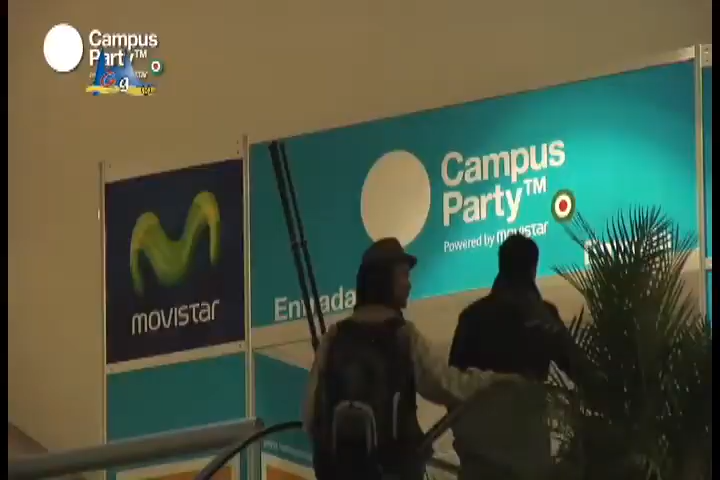 Campus
Party™
movistar
Campus
Party™
Powered by movistar
Entrada